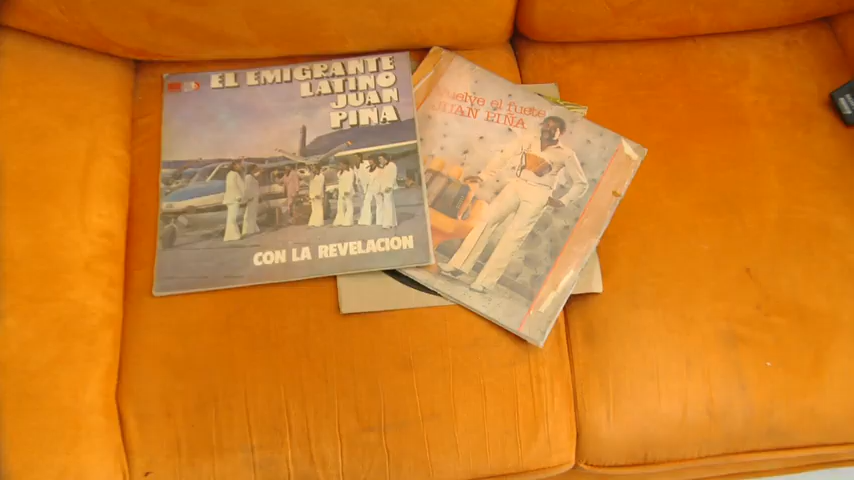 EL EMIGRANTE
LATINO
JUAN
PIÑA
CON LA REVELACION
Vuelve el fuete
JUAN PIÑA